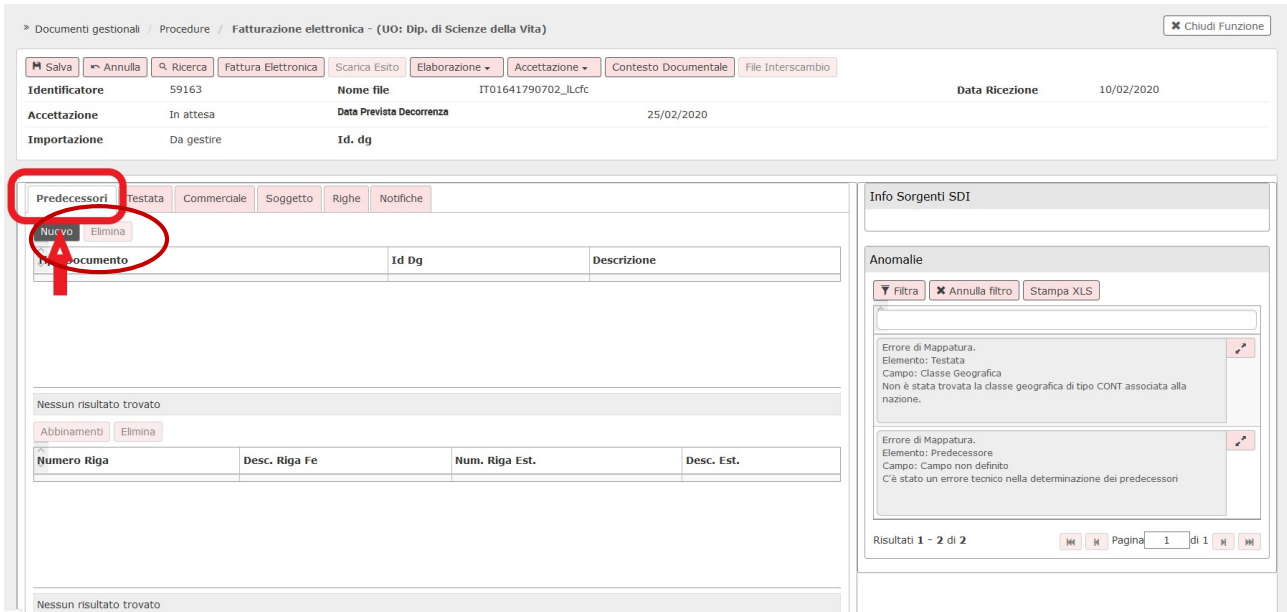 » Documenti gestionali / Procedure / Fatturazione elettronica - (UO: Dip. di Scienze della Vita)
✖ Chiudi Funzione
Salva Annulla Ricerca Fattura Elettronica Scarica Esito Elaborazione Accettazione Contesto Documentale File Interscambio
Identificatore 59163 Nome file IT01641790702_lLcfc Data Ricezione 10/02/2020
Accettazione In attesa Data Prevista Decorrenza 25/02/2020
Importazione Da gestire Id. dg
Predecessori Testata Commerciale Soggetto Righe Notifiche
Nuovo Elimina
Tipo Documento Id Dg Descrizione
Nessun risultato trovato
Abbinamenti Elimina
Numero Riga Desc. Riga Fe Num. Riga Est. Desc. Est.
Nessun risultato trovato
Info Sorgenti SDI
Anomalie
Filtra ✖ Annulla filtro Stampa XLS
Errore di Mappatura.
Elemento: Testata
Campo: Classe Geografica
Non è stata trovata la classe geografica di tipo CONT associata alla
nazione.
Errore di Mappatura.
Elemento: Predecessore
Campo: Campo non definito
C'è stato un errore tecnico nella determinazione dei predecessori
Risultati 1 - 2 di 2 Pagina 1 di 1